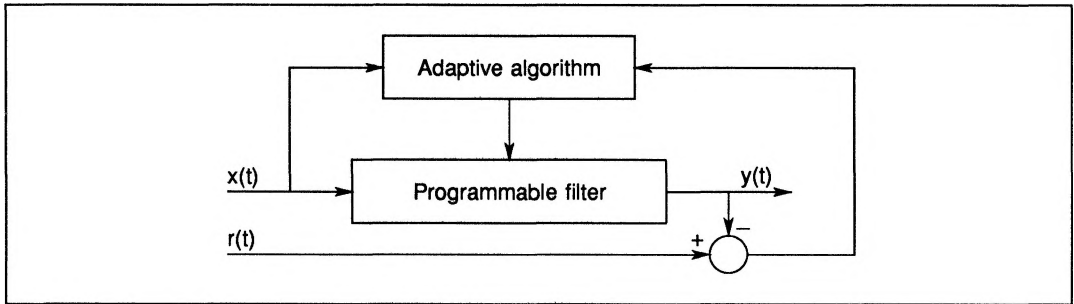 Adaptive algorithm
x(t)
Programmable filter
y(t)
−
r(t)
+